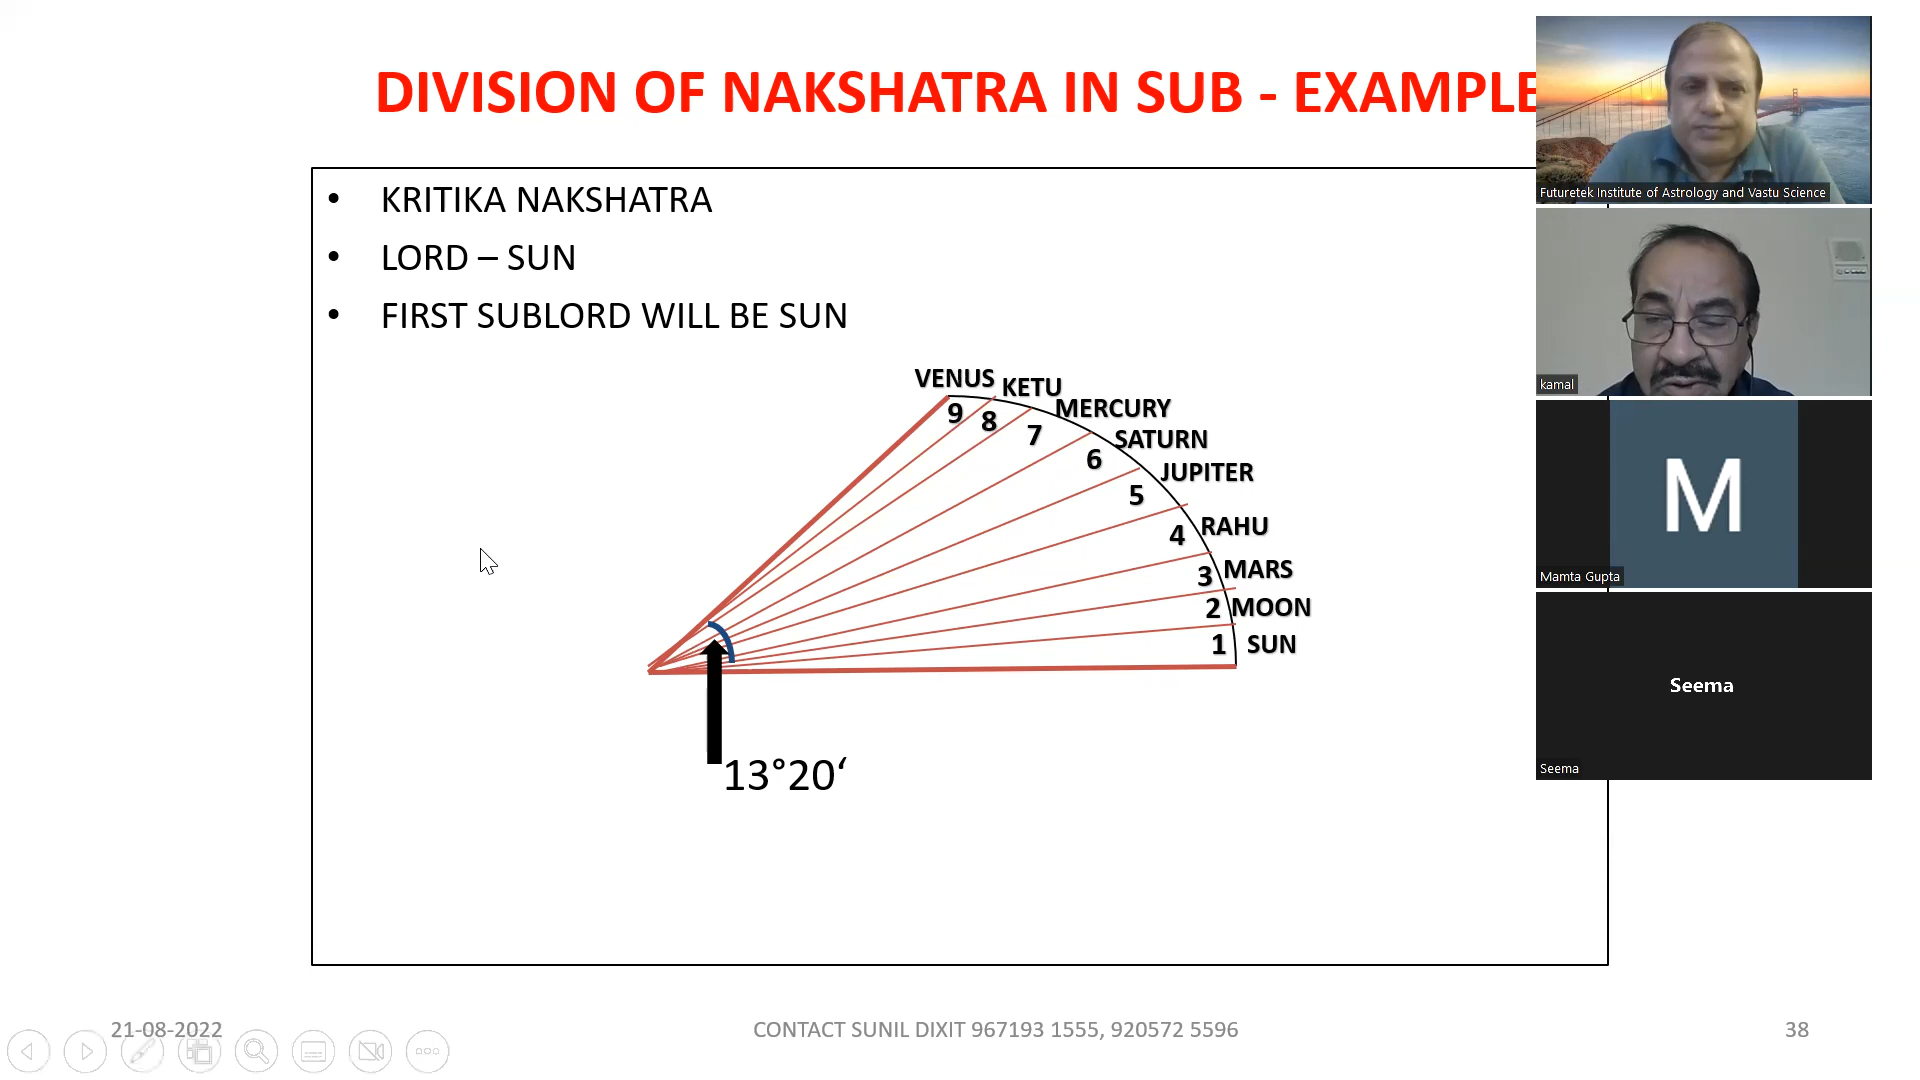 DIVISION OF NAKSHATRA IN SUB - EXAMPLE
• KRITIKA NAKSHATRA
• LORD – SUN
• FIRST SUBLORD WILL BE SUN
VENUS
KETU
MERCURY
SATURN
JUPITER
RAHU
MARS
MOON
SUN
9
8
7
6
5
4
3
2
1
13°20‘
21-08-2022
CONTACT SUNIL DIXIT 967193 1555, 920572 5596
38
Futuretek Institute of Astrology and Vastu Science
kamal
M
Mamta Gupta
Seema
Seema